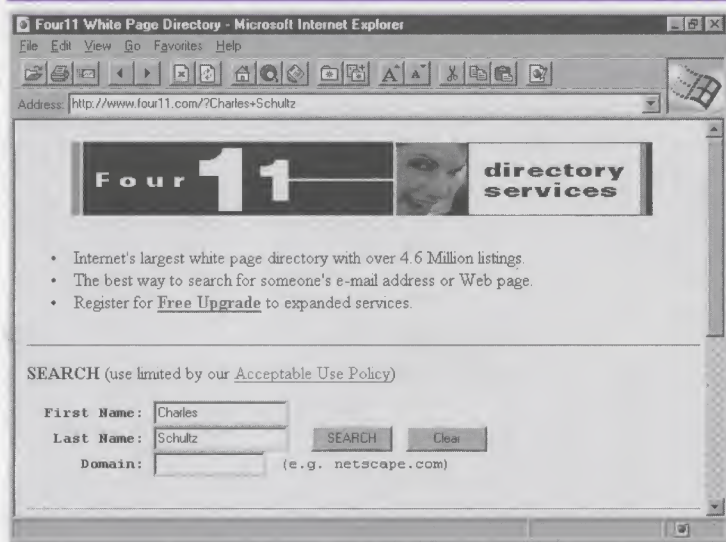 Four11 White Page Directory - Microsoft Internet Explorer
File Edit View Go Favorites Help
Address: http://www.four11.com/?Charles+Schultz
Four11 directory
services
• Internet's largest white page directory with over 4.6 Million listings.
• The best way to search for someone's e-mail address or Web page.
• Register for Free Upgrade to expanded services.
SEARCH (use limited by our Acceptable Use Policy)
First Name: Charles
Last Name: Schultz SEARCH Clear
Domain: (e.g. netscape.com)